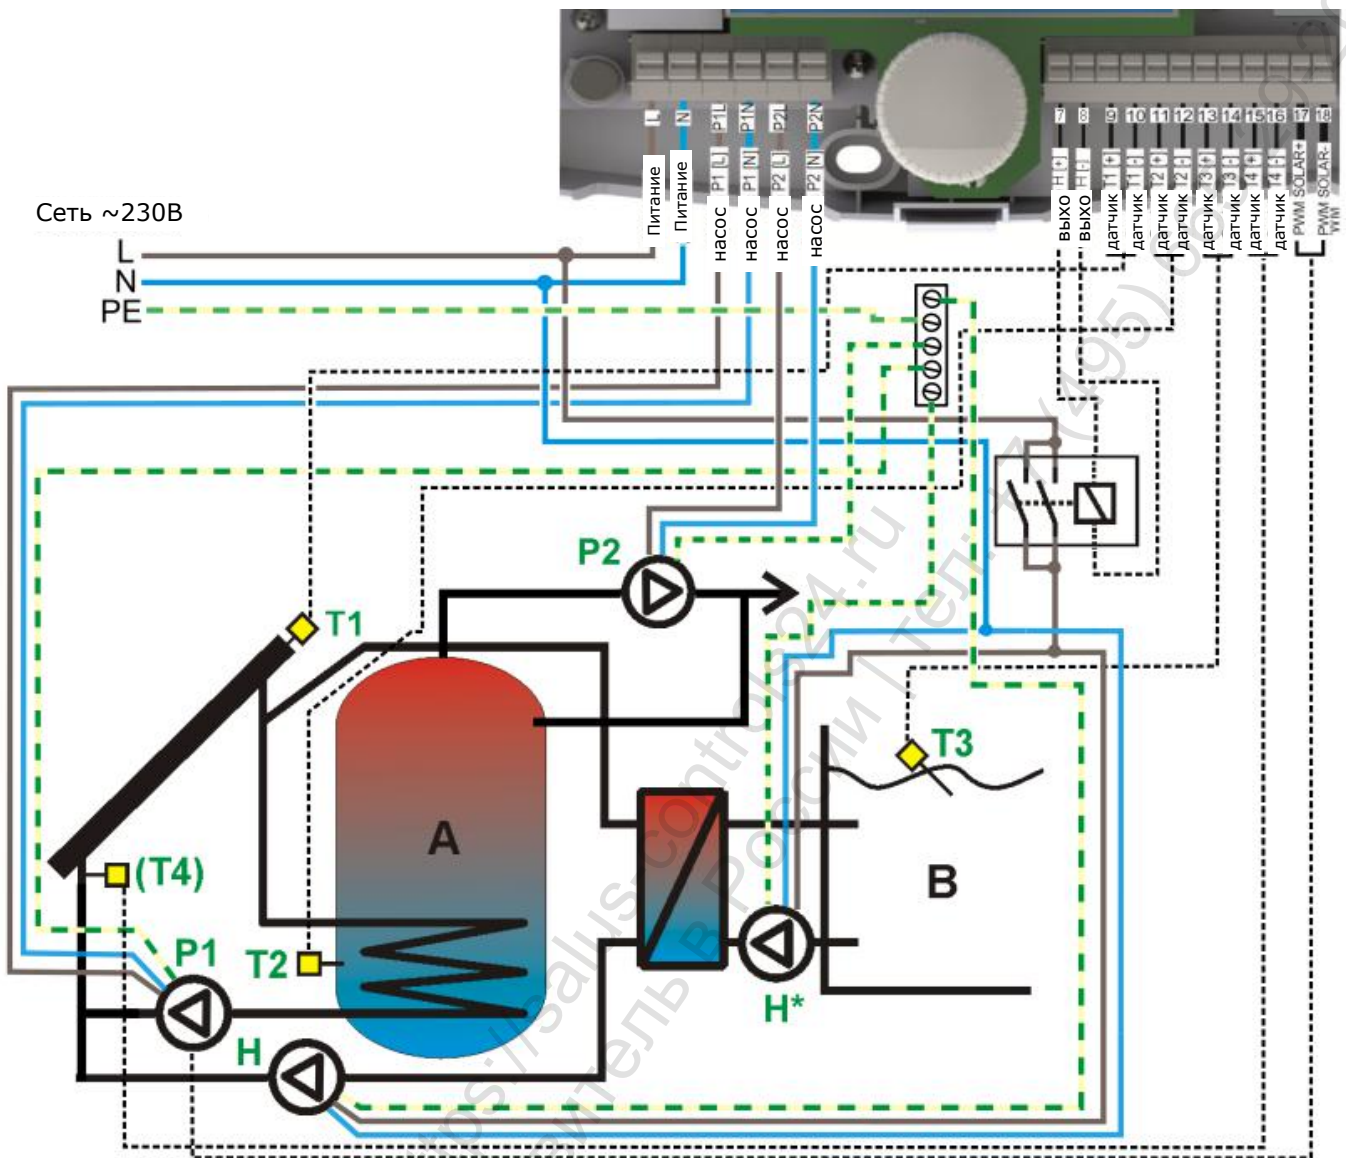 L
N
P1L
P1N
P2L
P2N
7
8
9
10
11
12
13
14
15
16
17
18
Питание
Питание
P1 [L] насос
P1 [N] насос
P2 [L] насос
P2 [N] насос
H [+] выхо
H [-] выхо
T1 [+] датчик
T1 [-] датчик
T2 [+] датчик
T2 [-] датчик
T3 [+] датчик
T3 [-] датчик
T4 [+] датчик
T4 [-] датчик
PWM SOLAR+
PWM SOLAR-
Сеть ~230В
L
N
PE
P2
T1
T3
A
B
(T4)
P1
T2
H*
H